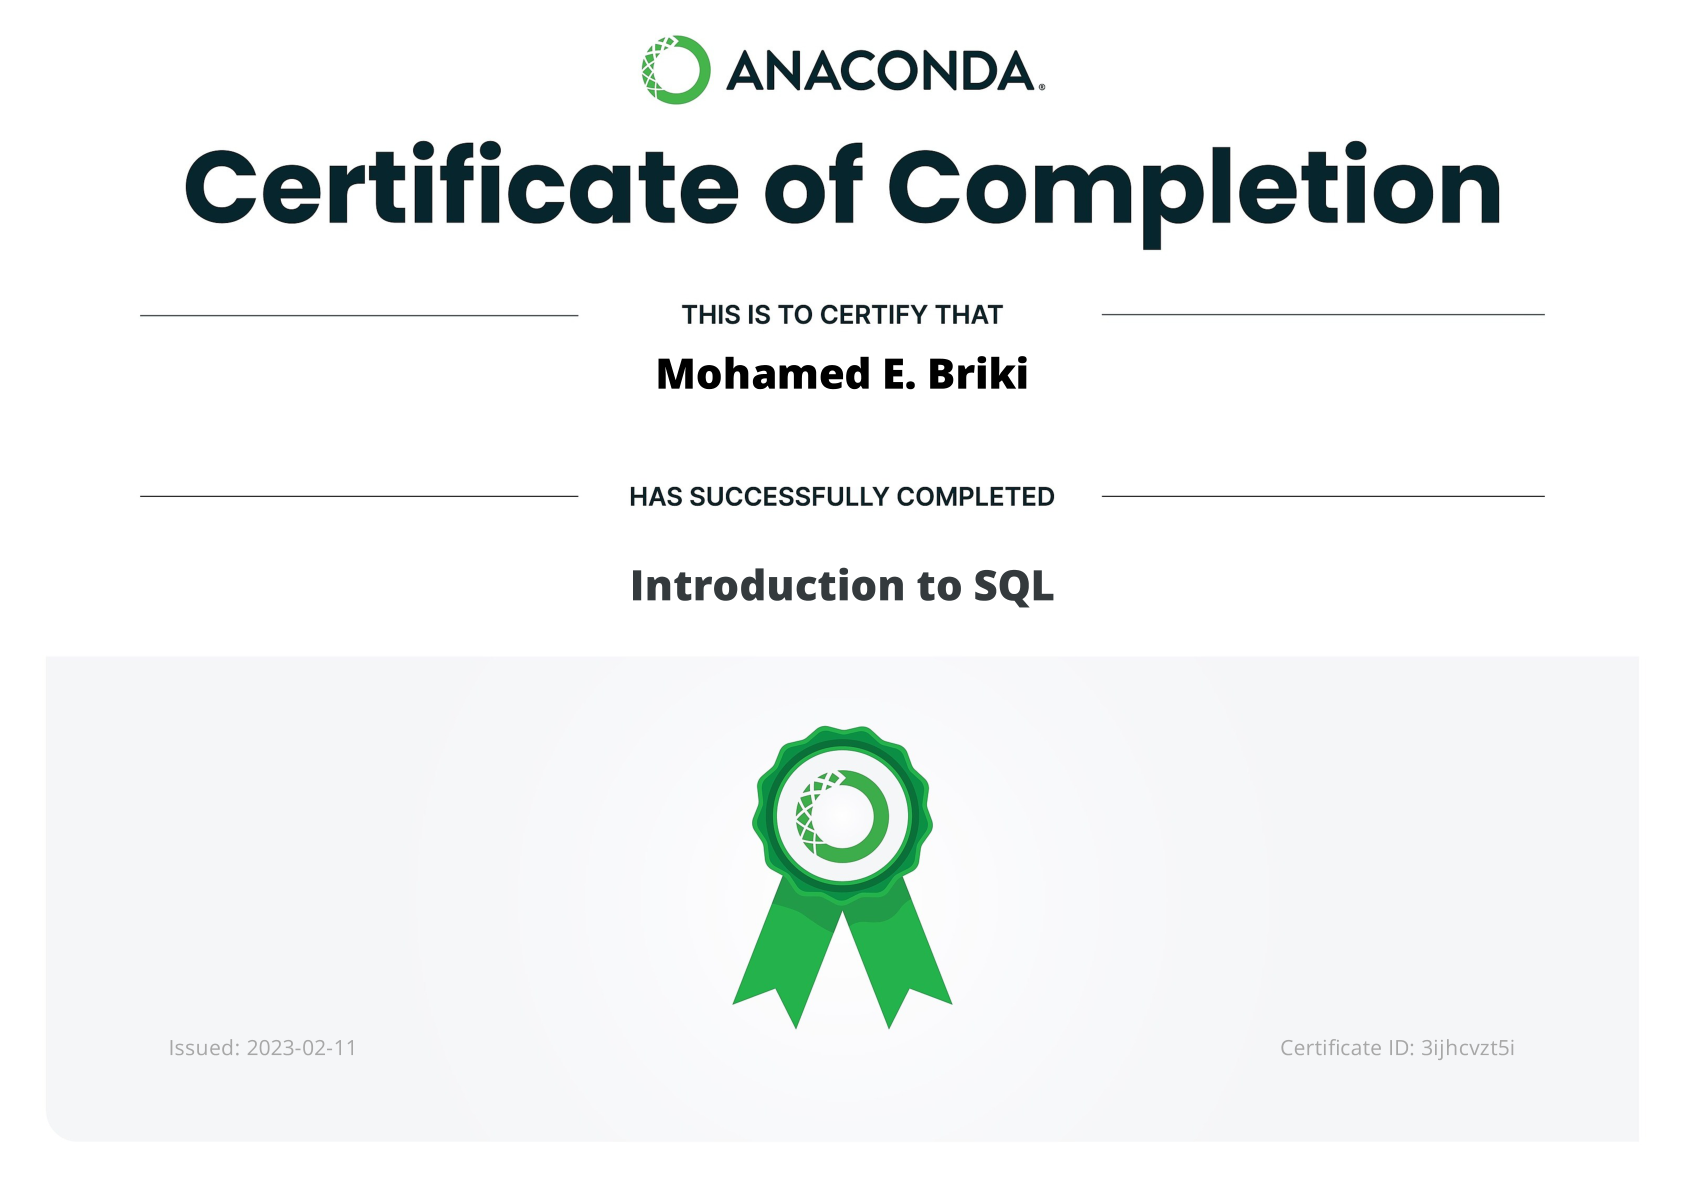 ANACONDA®
Certificate of Completion
THIS IS TO CERTIFY THAT
Mohamed E. Briki
HAS SUCCESSFULLY COMPLETED
Introduction to SQL
Issued: 2023-02-11
Certificate ID: 3ijhcvzt5i